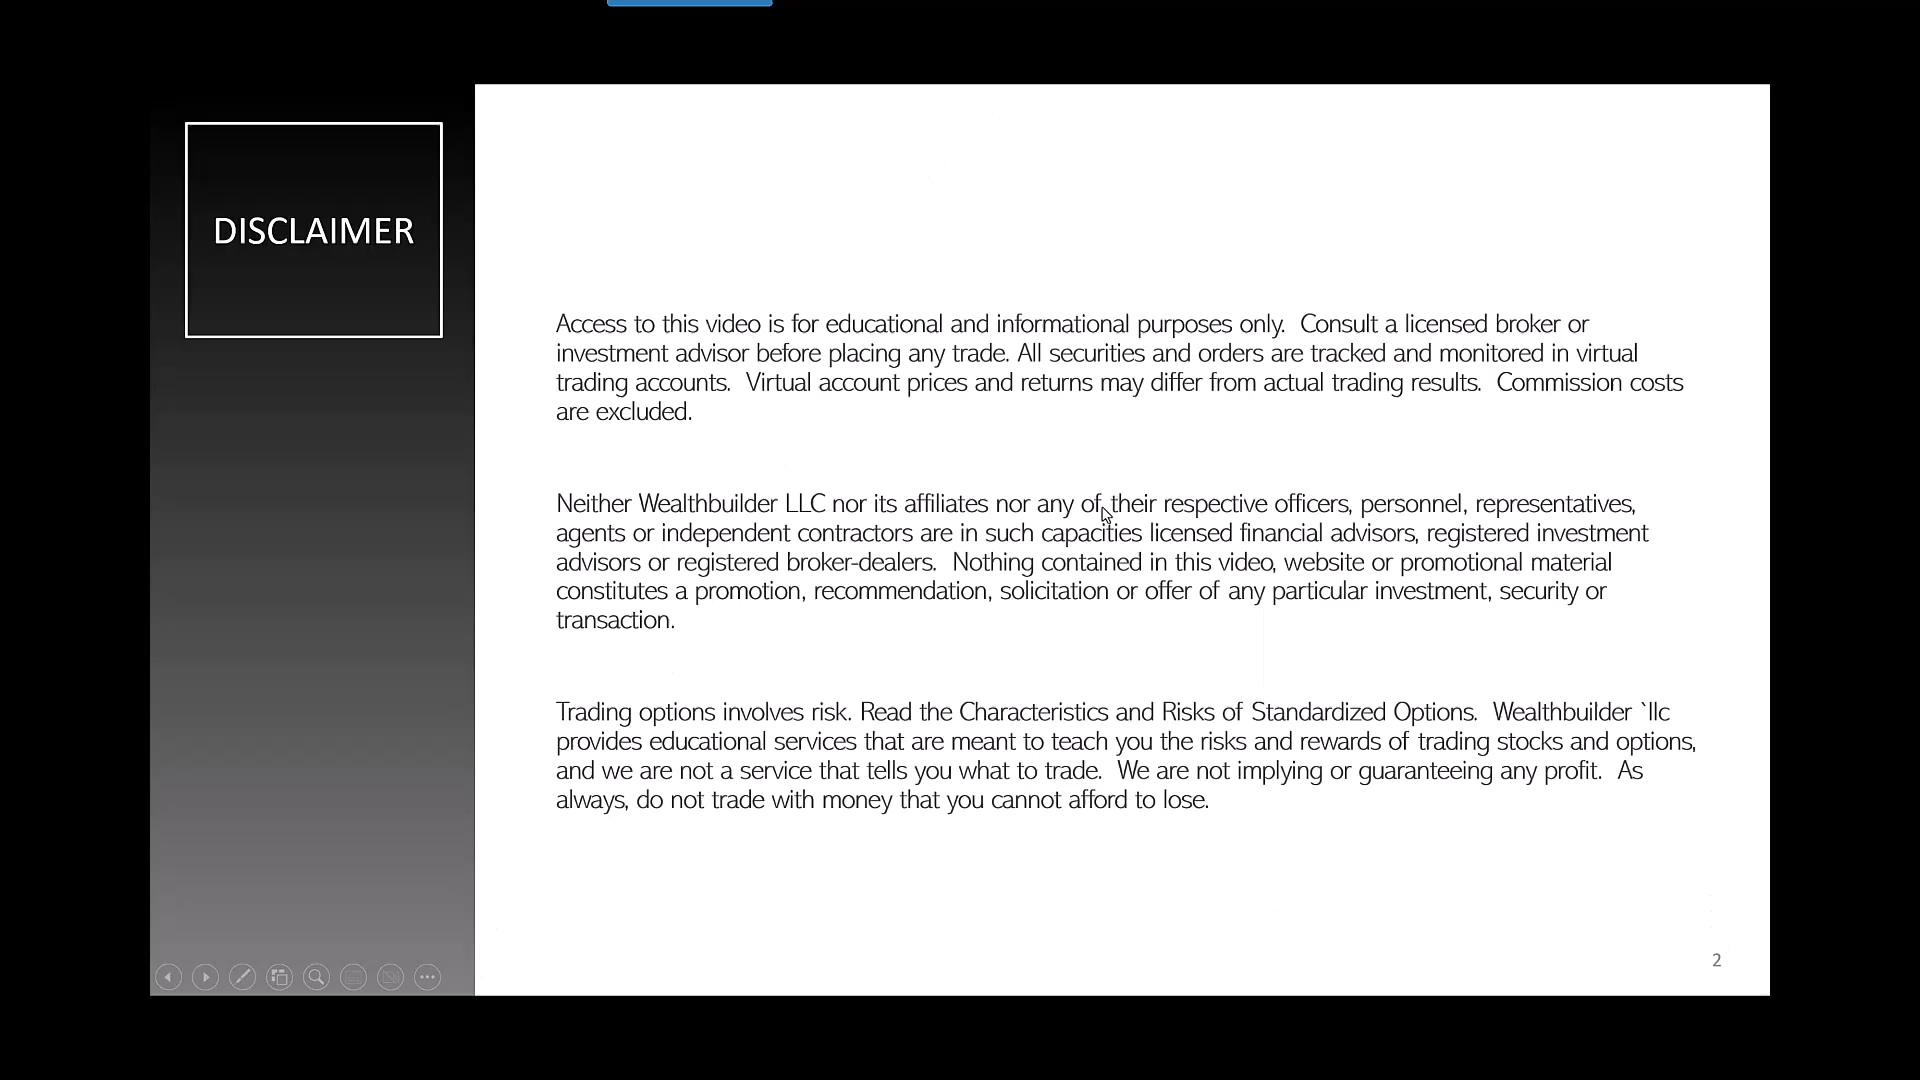 DISCLAIMER
Access to this video is for educational and informational purposes only.  Consult a licensed broker or
investment advisor before placing any trade. All securities and orders are tracked and monitored in virtual
trading accounts.  Virtual account prices and returns may differ from actual trading results.  Commission costs
are excluded.
Neither Wealthbuilder LLC nor its affiliates nor any of their respective officers, personnel, representatives,
agents or independent contractors are in such capacities licensed financial advisors, registered investment
advisors or registered broker-dealers.  Nothing contained in this video, website or promotional material
constitutes a promotion, recommendation, solicitation or offer of any particular investment, security or
transaction.
Trading options involves risk. Read the Characteristics and Risks of Standardized Options.  Wealthbuilder `llc
provides educational services that are meant to teach you the risks and rewards of trading stocks and options,
and we are not a service that tells you what to trade.  We are not implying or guaranteeing any profit.  As
always, do not trade with money that you cannot afford to lose.
2